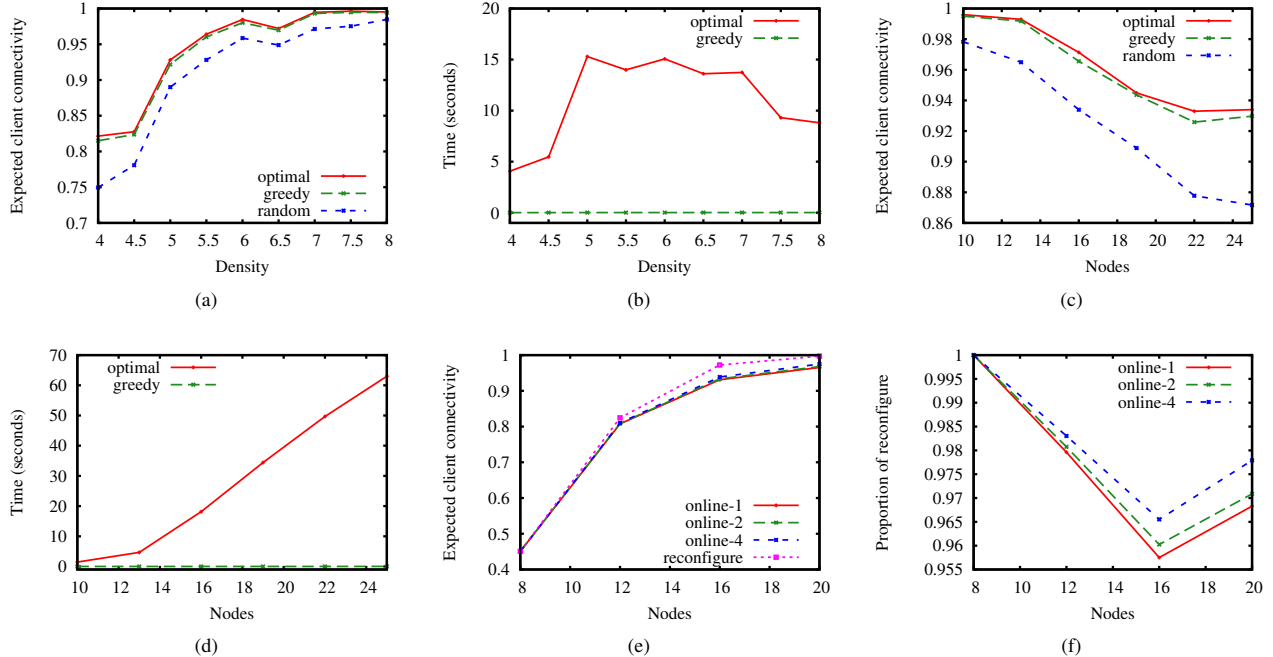 1
0.95
0.9
0.85
0.8
0.75
0.7
Expected client connectivity
optimal
greedy
random
4 4.5 5 5.5 6 6.5 7 7.5 8
Density
(a)
20
15
10
5
0
Time (seconds)
optimal
greedy
4 4.5 5 5.5 6 6.5 7 7.5 8
Density
(b)
1
0.98
0.96
0.94
0.92
0.9
0.88
0.86
Expected client connectivity
optimal
greedy
random
10 12 14 16 18 20 22 24
Nodes
(c)
70
60
50
40
30
20
10
0
Time (seconds)
optimal
greedy
10 12 14 16 18 20 22 24
Nodes
(d)
1
0.9
0.8
0.7
0.6
0.5
0.4
Expected client connectivity
online-1
online-2
online-4
reconfigure
8 10 12 14 16 18 20
Nodes
(e)
1
0.995
0.99
0.985
0.98
0.975
0.97
0.965
0.96
0.955
Proportion of reconfigure
online-1
online-2
online-4
8 10 12 14 16 18 20
Nodes
(f)